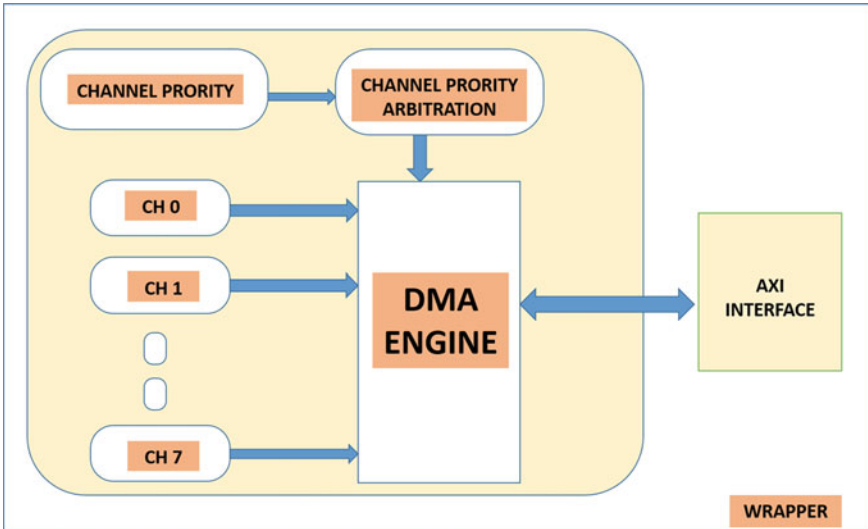 CHANNEL PRORITY
CHANNEL PRORITY
ARBITRATION
CH 0
CH 1
DMA
ENGINE
AXI
INTERFACE
CH 7
WRAPPER